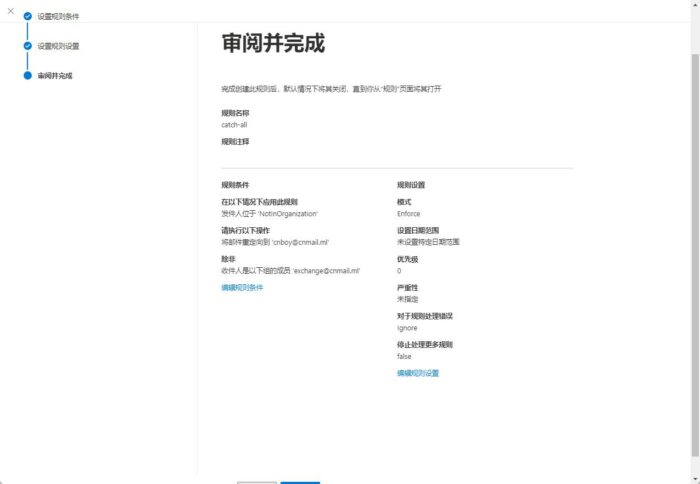 设置规则条件
设置规则设置
审阅并完成
审阅并完成
完成创建此规则后，默认情况下将其关闭，直到你从"规则"页面将其打开
规则名称
catch-all
规则注释
规则条件
在以下情况下应用此规则
发件人位于 'NotInOrganization'
请执行以下操作
将邮件重定向到 'cnboy@cnmail.ml'
除非
收件人是以下组的成员 'exchange@cnmail.ml'
编辑规则条件
规则设置
模式
Enforce
设置日期范围
未设置特定日期范围
优先级
0
严重性
未指定
对于规则处理错误
Ignore
停止处理更多规则
false
编辑规则设置